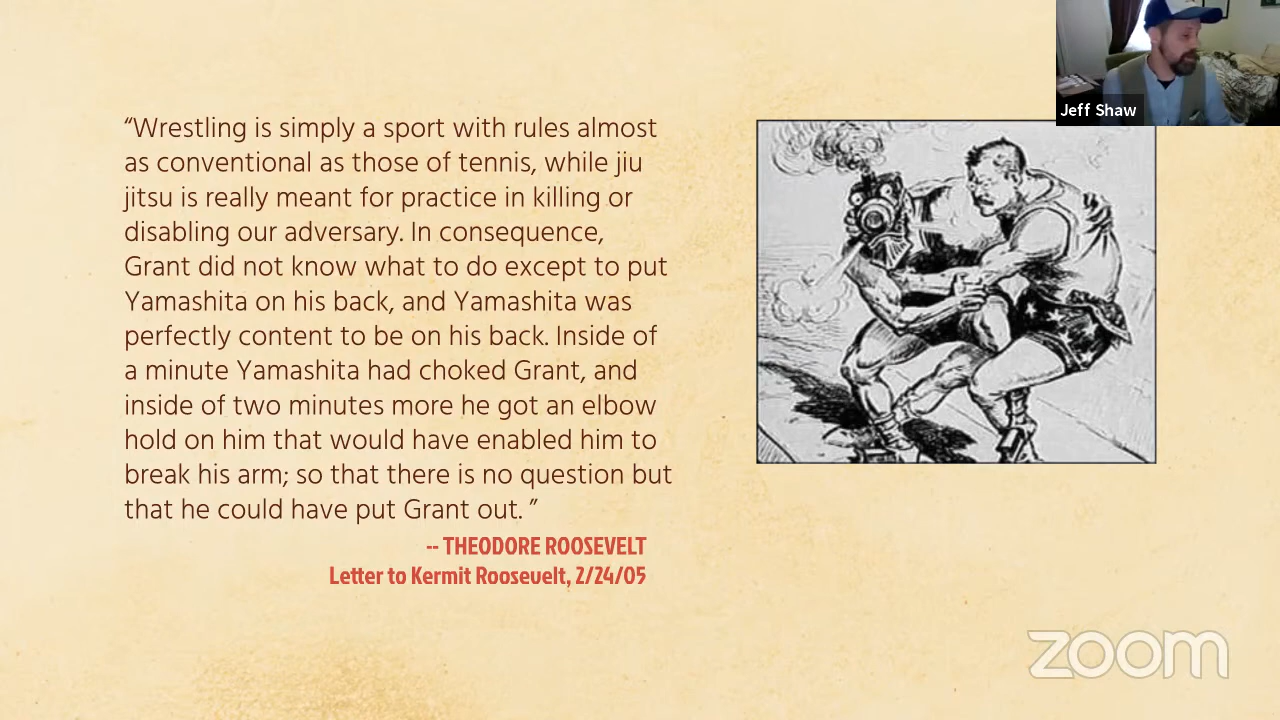 Jeff Shaw
“Wrestling is simply a sport with rules almost
as conventional as those of tennis, while jiu
jitsu is really meant for practice in killing or
disabling our adversary. In consequence,
Grant did not know what to do except to put
Yamashita on his back, and Yamashita was
perfectly content to be on his back. Inside of
a minute Yamashita had choked Grant, and
inside of two minutes more he got an elbow
hold on him that would have enabled him to
break his arm; so that there is no question but
that he could have put Grant out. ”
-- THEODORE ROOSEVELT
Letter to Kermit Roosevelt, 2/24/05
zoom